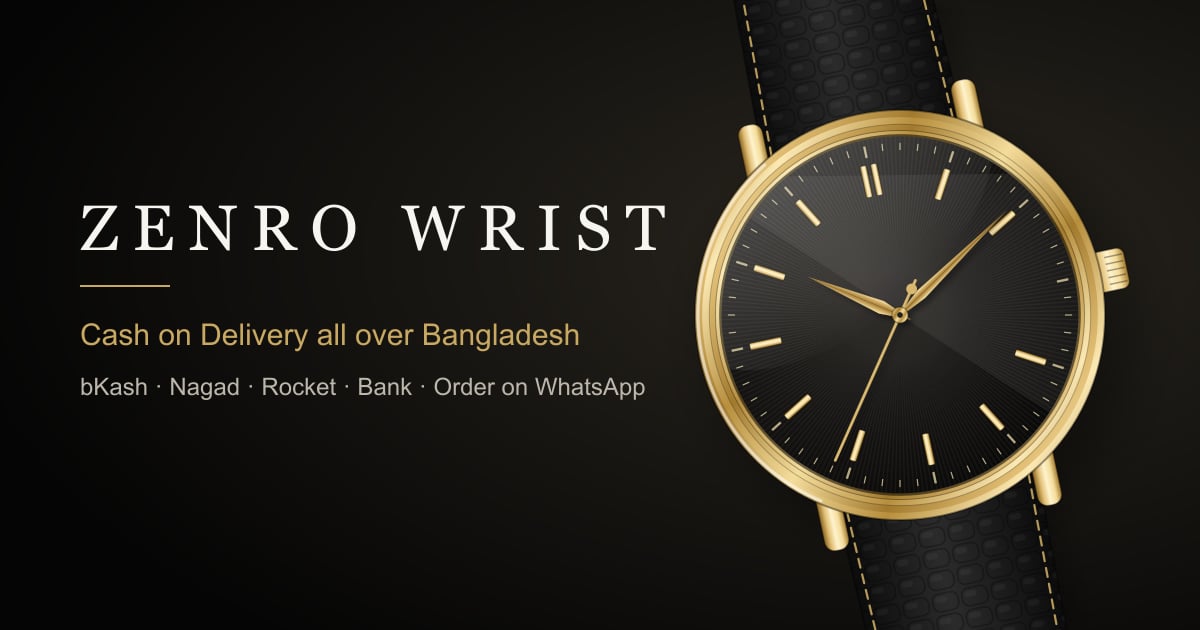 ZENRO WRIST
Cash on Delivery all over Bangladesh
bKash · Nagad · Rocket · Bank · Order on WhatsApp